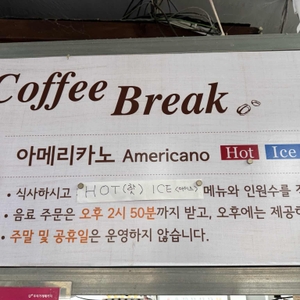 Coffee Break
아메리카노 Americano Hot Ice
• 식사하시고 HOT(핫) ICE 메뉴와 인원수를
• 음료 주문은 오후 2시 50분까지 받고, 오후에는 제공하
• 주말 및 공휴일은 운영하지 않습니다.